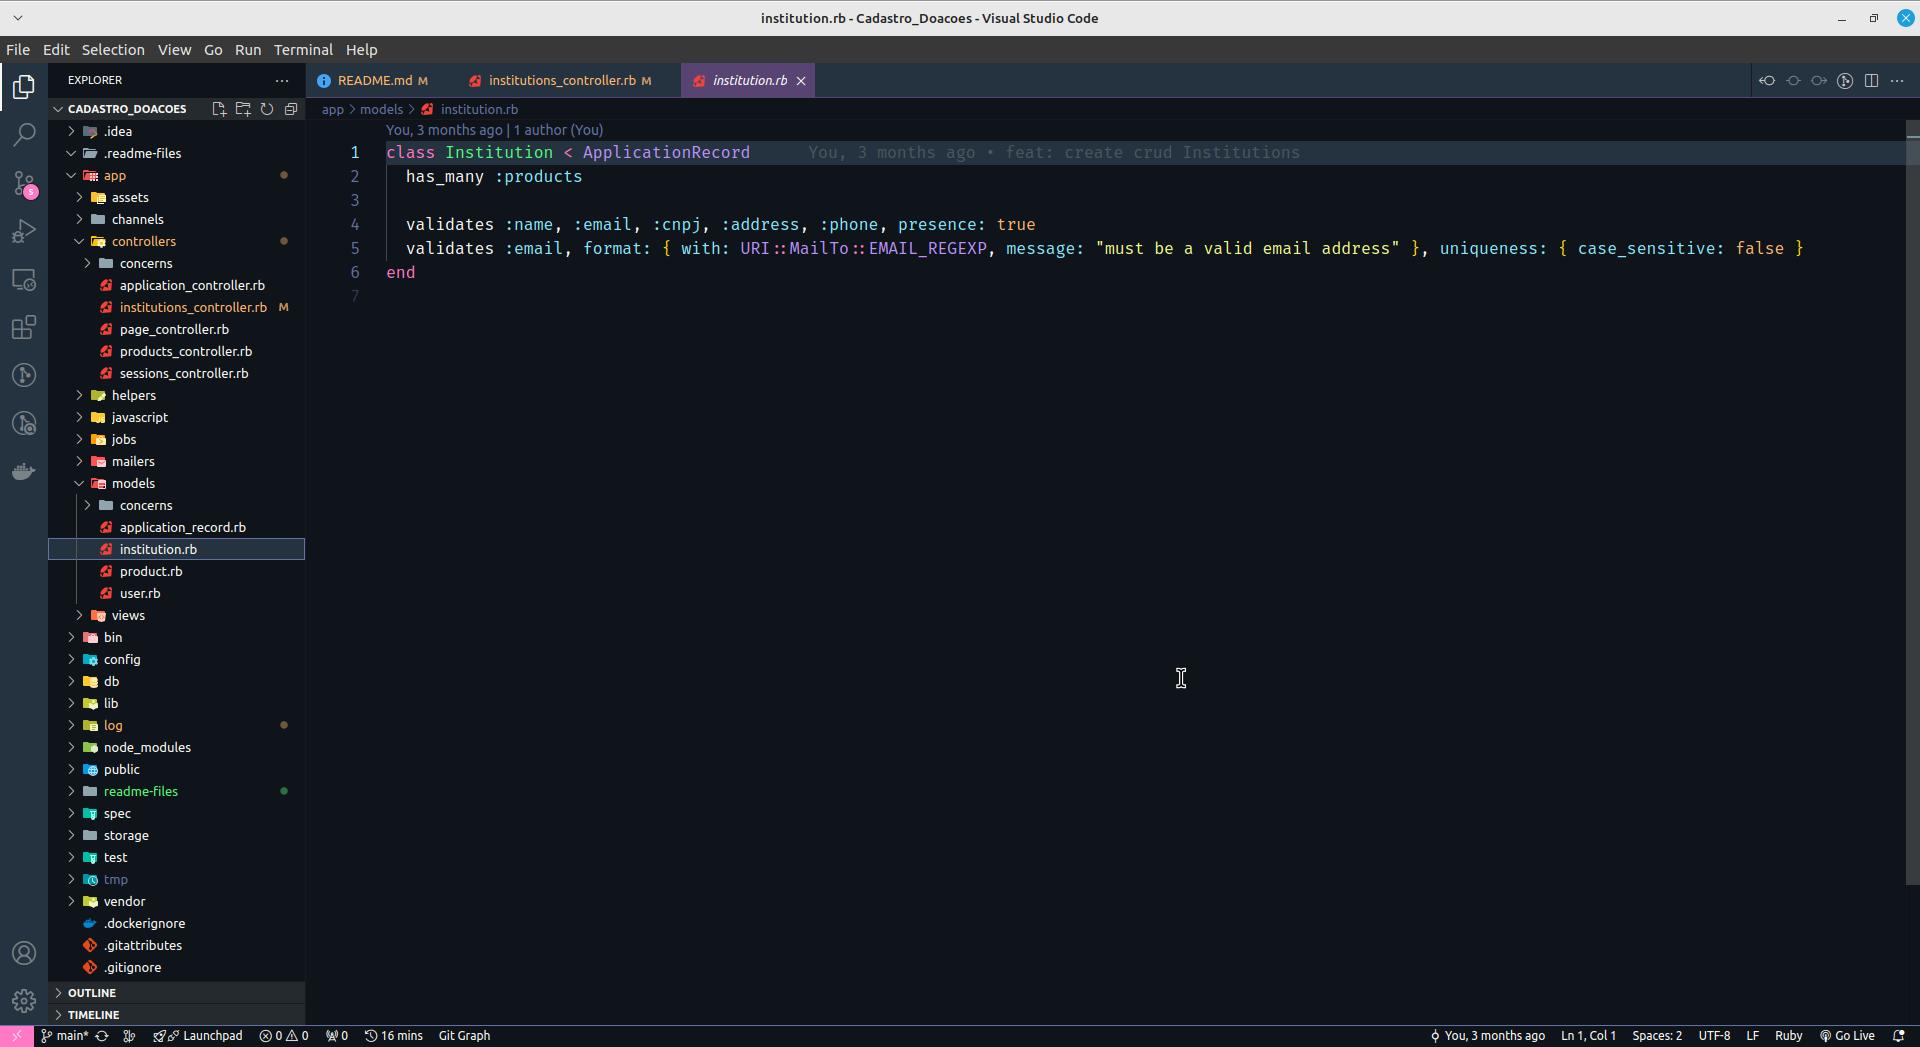 institution.rb - Cadastro_Doacoes - Visual Studio Code
File Edit Selection View Go Run Terminal Help
EXPLORER
CADASTRO_DOACOES
.idea
.readme-files
app
assets
channels
controllers
concerns
application_controller.rb
institutions_controller.rb M
page_controller.rb
products_controller.rb
sessions_controller.rb
helpers
javascript
jobs
mailers
models
concerns
application_record.rb
institution.rb
product.rb
user.rb
views
bin
config
db
lib
log
node_modules
public
readme-files
spec
storage
test
tmp
vendor
.dockerignore
.gitattributes
.gitignore
OUTLINE
TIMELINE
README.md M institutions_controller.rb M institution.rb
app > models > institution.rb
You, 3 months ago | 1 author (You)
1 class Institution < ApplicationRecord You, 3 months ago • feat: create crud Institutions
2 has_many :products
3
4 validates :name, :email, :cnpj, :address, :phone, presence: true
5 validates :email, format: { with: URI::MailTo::EMAIL_REGEXP, message: "must be a valid email address" }, uniqueness: { case_sensitive: false }
6 end
7
main* Launchpad 0 0 0 16 mins Git Graph You, 3 months ago Ln 1, Col 1 Spaces: 2 UTF-8 LF Ruby Go Live